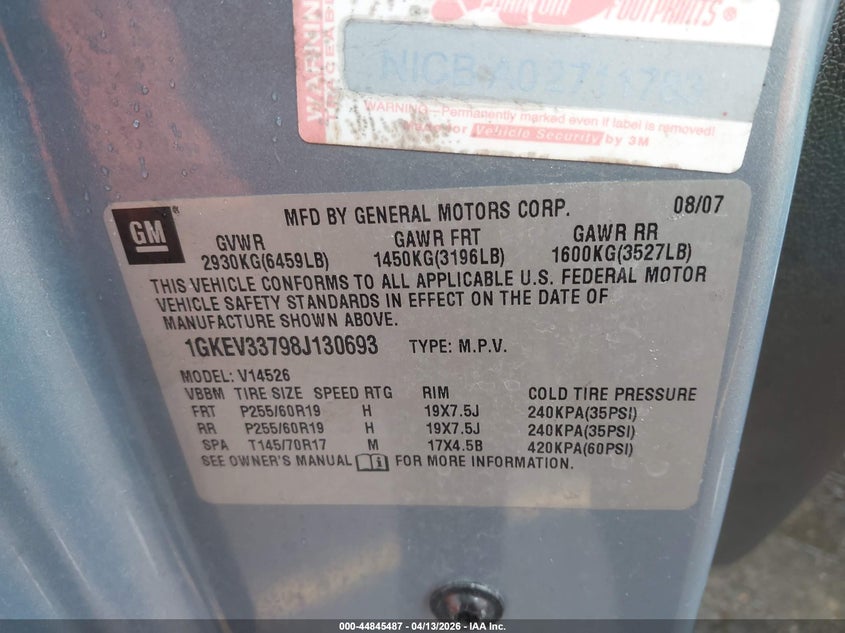 WARNING
TRACEABLE
PHANTOM FOOTPRINTS®
NICB
WARNING - Permanently marked even if label is removed!
Vehicle Security by 3M
GM
MFD BY GENERAL MOTORS CORP. 08/07
GVWR GAWR FRT GAWR RR
2930KG(6459LB) 1450KG(3196LB) 1600KG(3527LB)
THIS VEHICLE CONFORMS TO ALL APPLICABLE U.S. FEDERAL MOTOR
VEHICLE SAFETY STANDARDS IN EFFECT ON THE DATE OF
MANUFACTURE SHOWN ABOVE.
1GKEV33798J130693 TYPE: M.P.V.
MODEL: V14526
VBBM TIRE SIZE SPEED RTG RIM COLD TIRE PRESSURE
FRT P255/60R19 H 19X7.5J 240KPA(35PSI)
RR P255/60R19 H 19X7.5J 240KPA(35PSI)
SPA T145/70R17 M 17X4.5B 420KPA(60PSI)
SEE OWNER'S MANUAL FOR MORE INFORMATION.
000-44845487 - 04/13/2026 - IAA Inc.